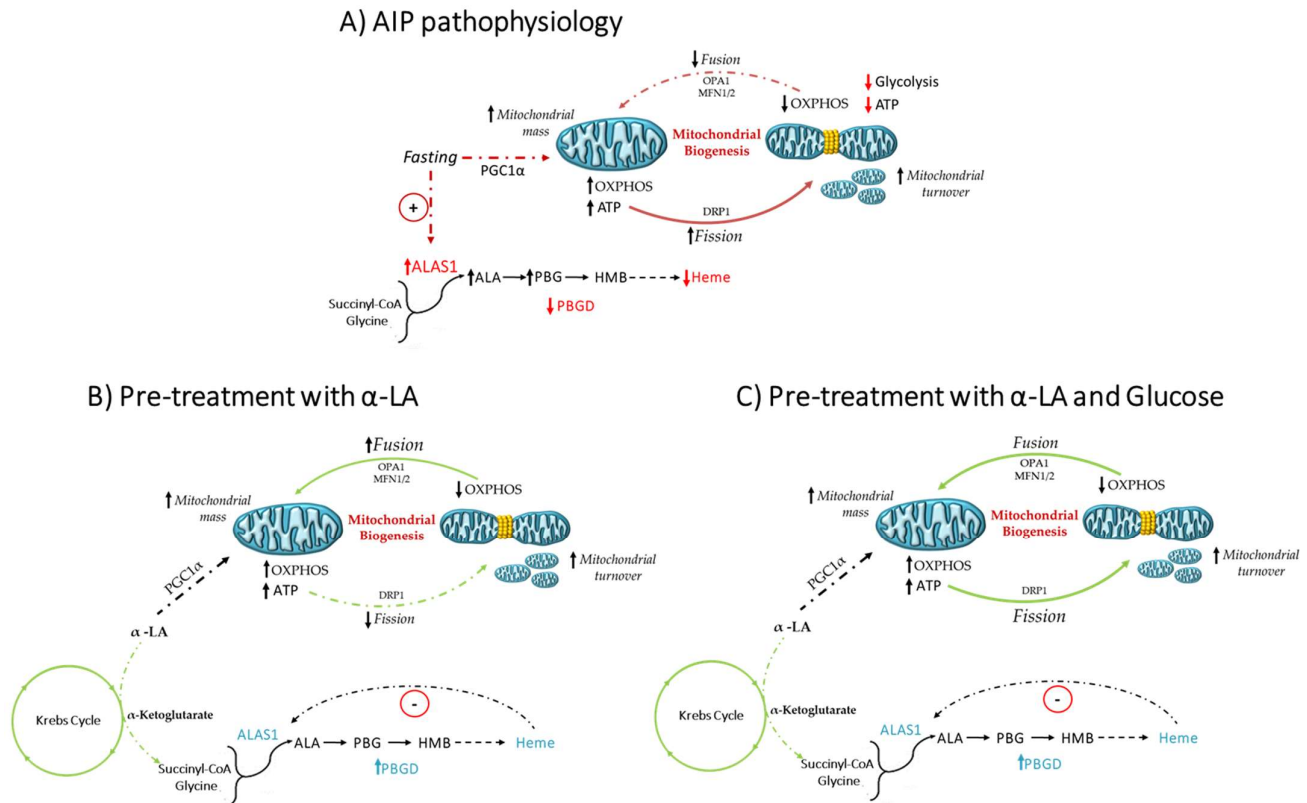 A) AIP pathophysiology
↓ Fusion
OPA1
MFN1/2
↓OXPHOS
↓Glycolysis
↓ATP
↑ Mitochondrial
mass
Mitochondrial
Biogenesis
Fasting
PGC1α
↑ Mitochondrial
turnover
↑OXPHOS
↑ATP
DRP1
↑Fission
+
↑ALAS1
↑ALA
↑PBG
HMB
↓Heme
↓PBGD
Succinyl-CoA
Glycine
B) Pre-treatment with α-LA
↑Fusion
OPA1
MFN1/2
↓OXPHOS
↑ Mitochondrial
mass
Mitochondrial
Biogenesis
↑ Mitochondrial
turnover
PGC1α
↑OXPHOS
↑ATP
DRP1
↓ Fission
α -LA
Krebs Cycle
α-Ketoglutarate
-
ALAS1
ALA
PBG
HMB
Heme
↑PBGD
Succinyl-CoA
Glycine
C) Pre-treatment with α-LA and Glucose
Fusion
OPA1
MFN1/2
↓OXPHOS
↑ Mitochondrial
mass
Mitochondrial
Biogenesis
↑ Mitochondrial
turnover
PGC1α
↑OXPHOS
↑ATP
DRP1
Fission
α -LA
Krebs Cycle
α-Ketoglutarate
-
ALAS1
ALA
PBG
HMB
Heme
↑PBGD
Succinyl-CoA
Glycine